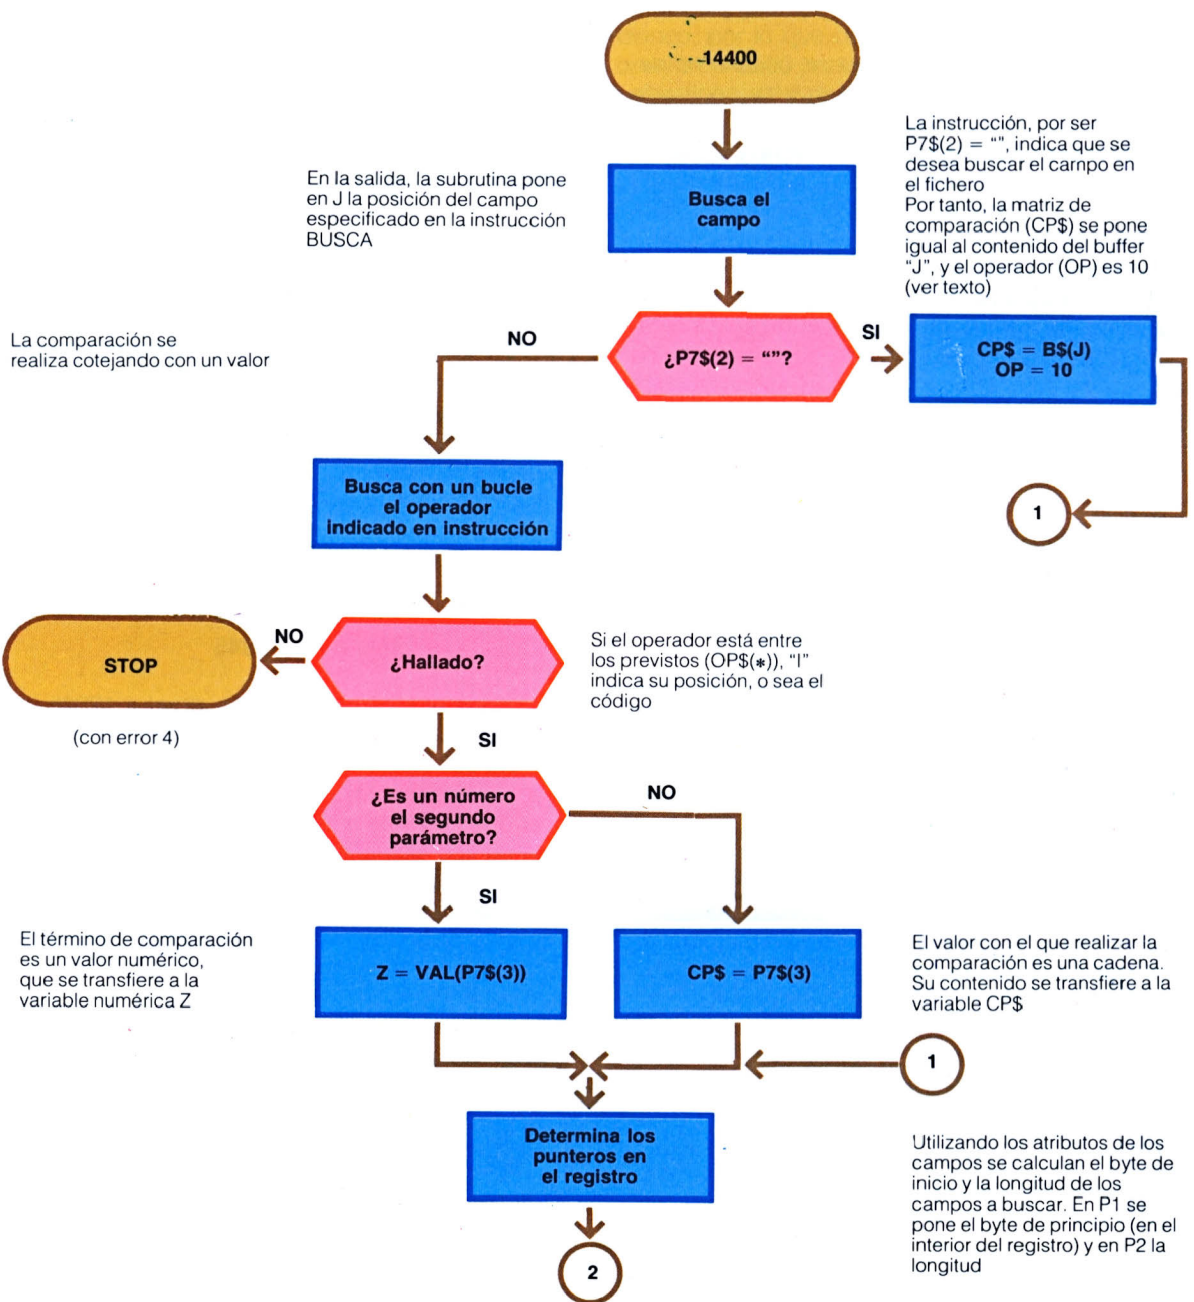 14400
La instrucción, por ser
P7$(2) = “”, indica que se
desea buscar el carnpo en
el fichero
Por tanto, la matriz de
comparación (CP$) se pone
igual al contenido del buffer
“J”, y el operador (OP) es 10
(ver texto)
En la salida, la subrutina pone
en J la posición del campo
especificado en la instrucción
BUSCA
Busca el
campo
La comparación se
realiza cotejando con un valor
NO
¿P7$(2) = “”?
SI
CP$ = B$(J)
OP = 10
Busca con un bucle
el operador
indicado en instrucción
1
STOP
(con error 4)
NO
¿Hallado?
Si el operador está entre
los previstos (OP$(*)), “I”
indica su posición, o sea el
código
SI
¿Es un número
el segundo
parámetro?
NO
SI
El término de comparación
es un valor numérico,
que se transfiere a la
variable numérica Z
Z = VAL(P7$(3))
CP$ = P7$(3)
El valor con el que realizar la
comparación es una cadena.
Su contenido se transfiere a la
variable CP$
1
Determina los
punteros en
el registro
Utilizando los atributos de los
campos se calculan el byte de
inicio y la longitud de los
campos a buscar. En P1 se
pone el byte de principio (en el
interior del registro) y en P2 la
longitud
2